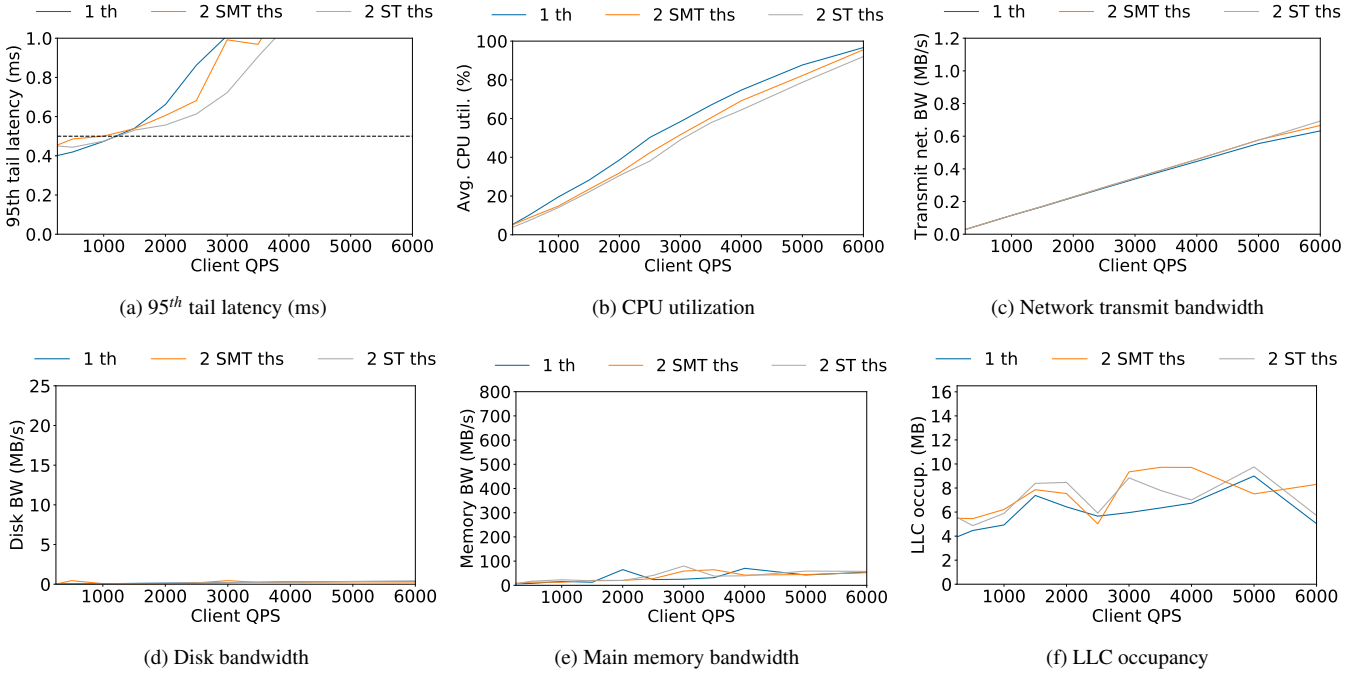 1 th 2 SMT ths 2 ST ths
1.0
0.8
0.6
0.4
0.2
0.0
95th tail latency (ms)
1000 2000 3000 4000 5000 6000
Client QPS
(a) 95th tail latency (ms)
1 th 2 SMT ths 2 ST ths
100
80
60
40
20
0
Avg. CPU util. (%)
1000 2000 3000 4000 5000 6000
Client QPS
(b) CPU utilization
1 th 2 SMT ths 2 ST ths
1.2
1.0
0.8
0.6
0.4
0.2
0.0
Transmit net. BW (MB/s)
1000 2000 3000 4000 5000 6000
Client QPS
(c) Network transmit bandwidth
1 th 2 SMT ths 2 ST ths
25
20
15
10
5
0
Disk BW (MB/s)
1000 2000 3000 4000 5000 6000
Client QPS
(d) Disk bandwidth
1 th 2 SMT ths 2 ST ths
800
700
600
500
400
300
200
100
0
Memory BW (MB/s)
1000 2000 3000 4000 5000 6000
Client QPS
(e) Main memory bandwidth
1 th 2 SMT ths 2 ST ths
16
14
12
10
8
6
4
2
0
LLC occup. (MB)
1000 2000 3000 4000 5000 6000
Client QPS
(f) LLC occupancy